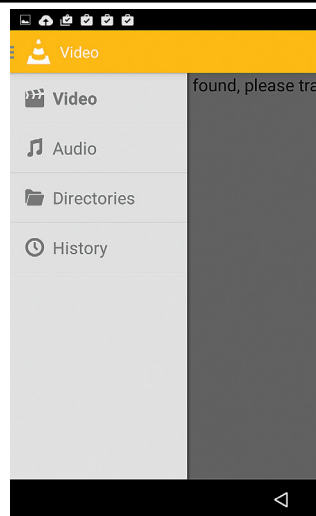 Video
found, please tra
Video
Audio
Directories
History